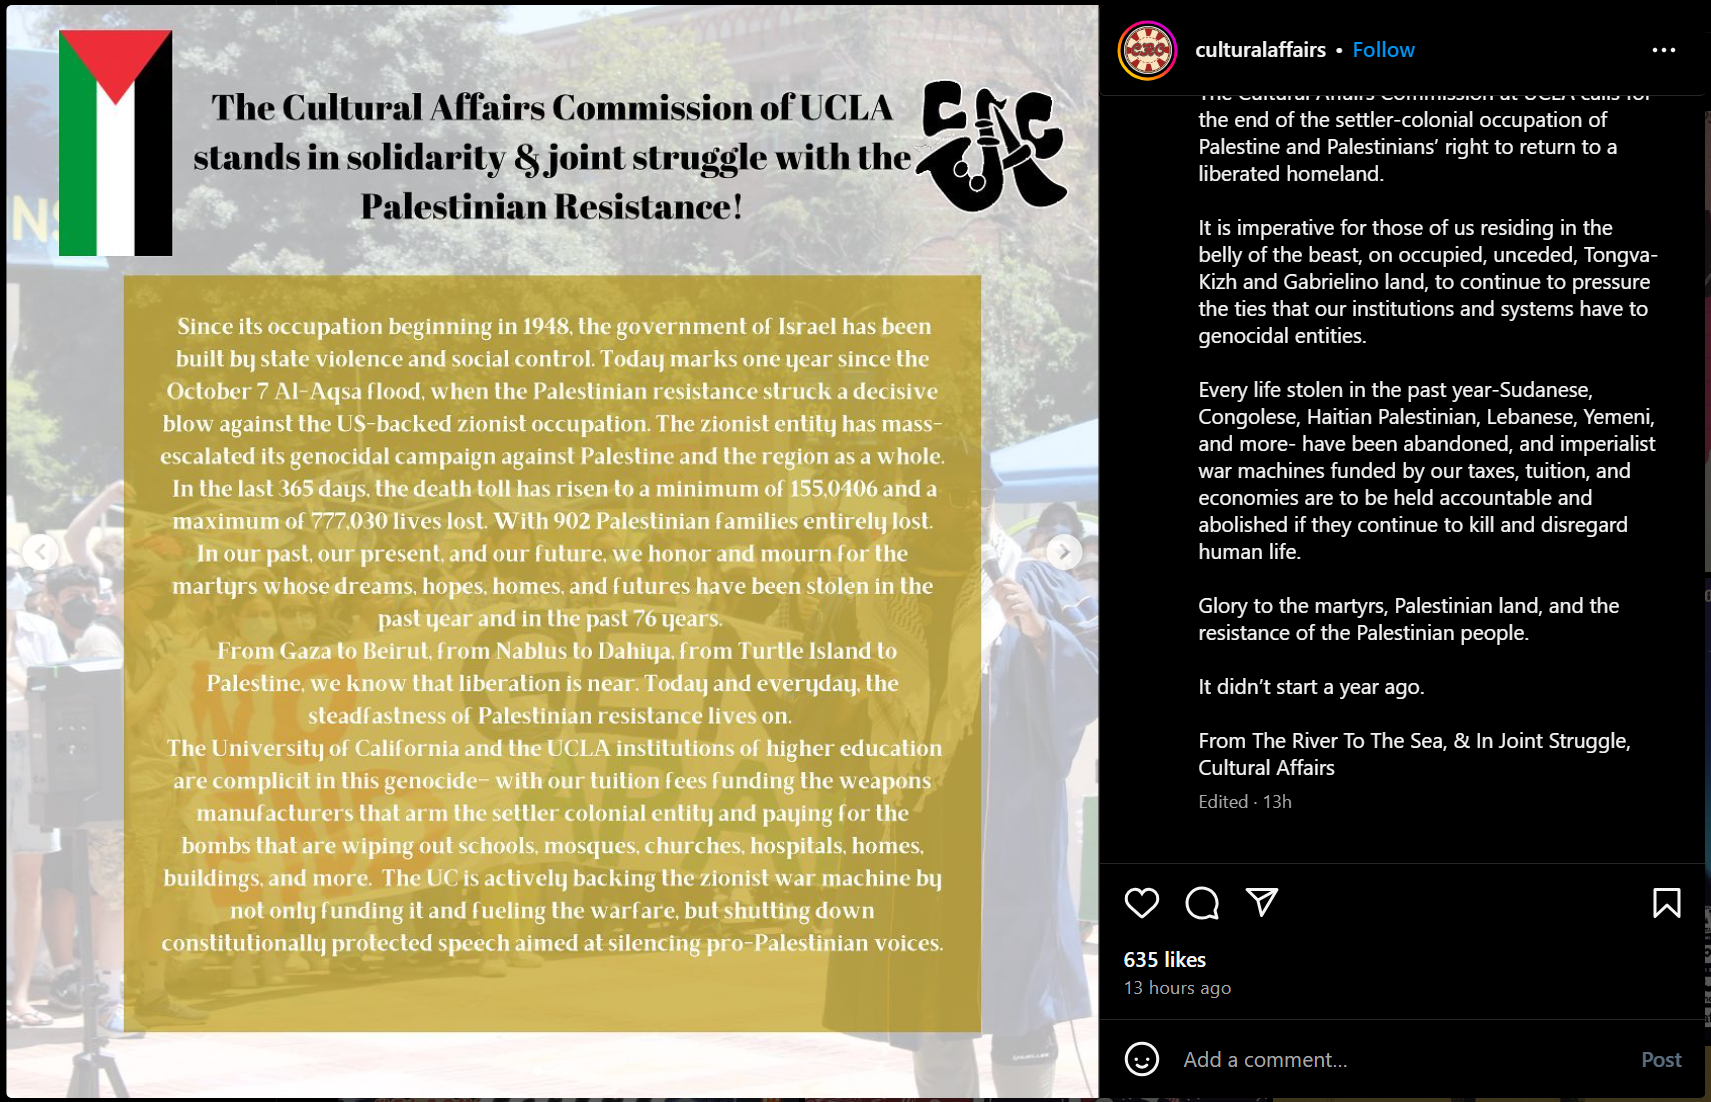 The Cultural Affairs Commission of UCLA
stands in solidarity & joint struggle with the
Palestinian Resistance!
CAC
Since its occupation beginning in 1948, the government of Israel has been
built by state violence and social control. Today marks one year since the
October 7 Al-Aqsa flood, when the Palestinian resistance struck a decisive
blow against the US-backed zionist occupation. The zionist entity has mass-
escalated its genocidal campaign against Palestine and the region as a whole.
In the last 365 days, the death toll has risen to a minimum of 155,0406 and a
maximum of 777,030 lives lost. With 902 Palestinian families entirely lost.
In our past, our present, and our future, we honor and mourn for the
martyrs whose dreams, hopes, homes, and futures have been stolen in the
past year and in the past 76 years.
From Gaza to Beirut, from Nablus to Dahiya, from Turtle Island to
Palestine, we know that liberation is near. Today and everyday, the
steadfastness of Palestinian resistance lives on.
The University of California and the UCLA institutions of higher education
are complicit in this genocide- with our tuition fees funding the weapons
manufacturers that arm the settler colonial entity and paying for the
bombs that are wiping out schools, mosques, churches, hospitals, homes,
buildings, and more. The UC is actively backing the zionist war machine by
not only funding it and fueling the warfare, but shutting down
constitutionally protected speech aimed at silencing pro-Palestinian voices.
CAC
culturalaffairs • Follow
The Cultural Affairs Commission at UCLA calls for
the end of the settler-colonial occupation of
Palestine and Palestinians’ right to return to a
liberated homeland.
It is imperative for those of us residing in the
belly of the beast, on occupied, unceded, Tongva-
Kizh and Gabrielino land, to continue to pressure
the ties that our institutions and systems have to
genocidal entities.
Every life stolen in the past year-Sudanese,
Congolese, Haitian Palestinian, Lebanese, Yemeni,
and more- have been abandoned, and imperialist
war machines funded by our taxes, tuition, and
economies are to be held accountable and
abolished if they continue to kill and disregard
human life.
Glory to the martyrs, Palestinian land, and the
resistance of the Palestinian people.
It didn’t start a year ago.
From The River To The Sea, & In Joint Struggle,
Cultural Affairs
Edited · 13h
635 likes
13 hours ago
Add a comment...
Post